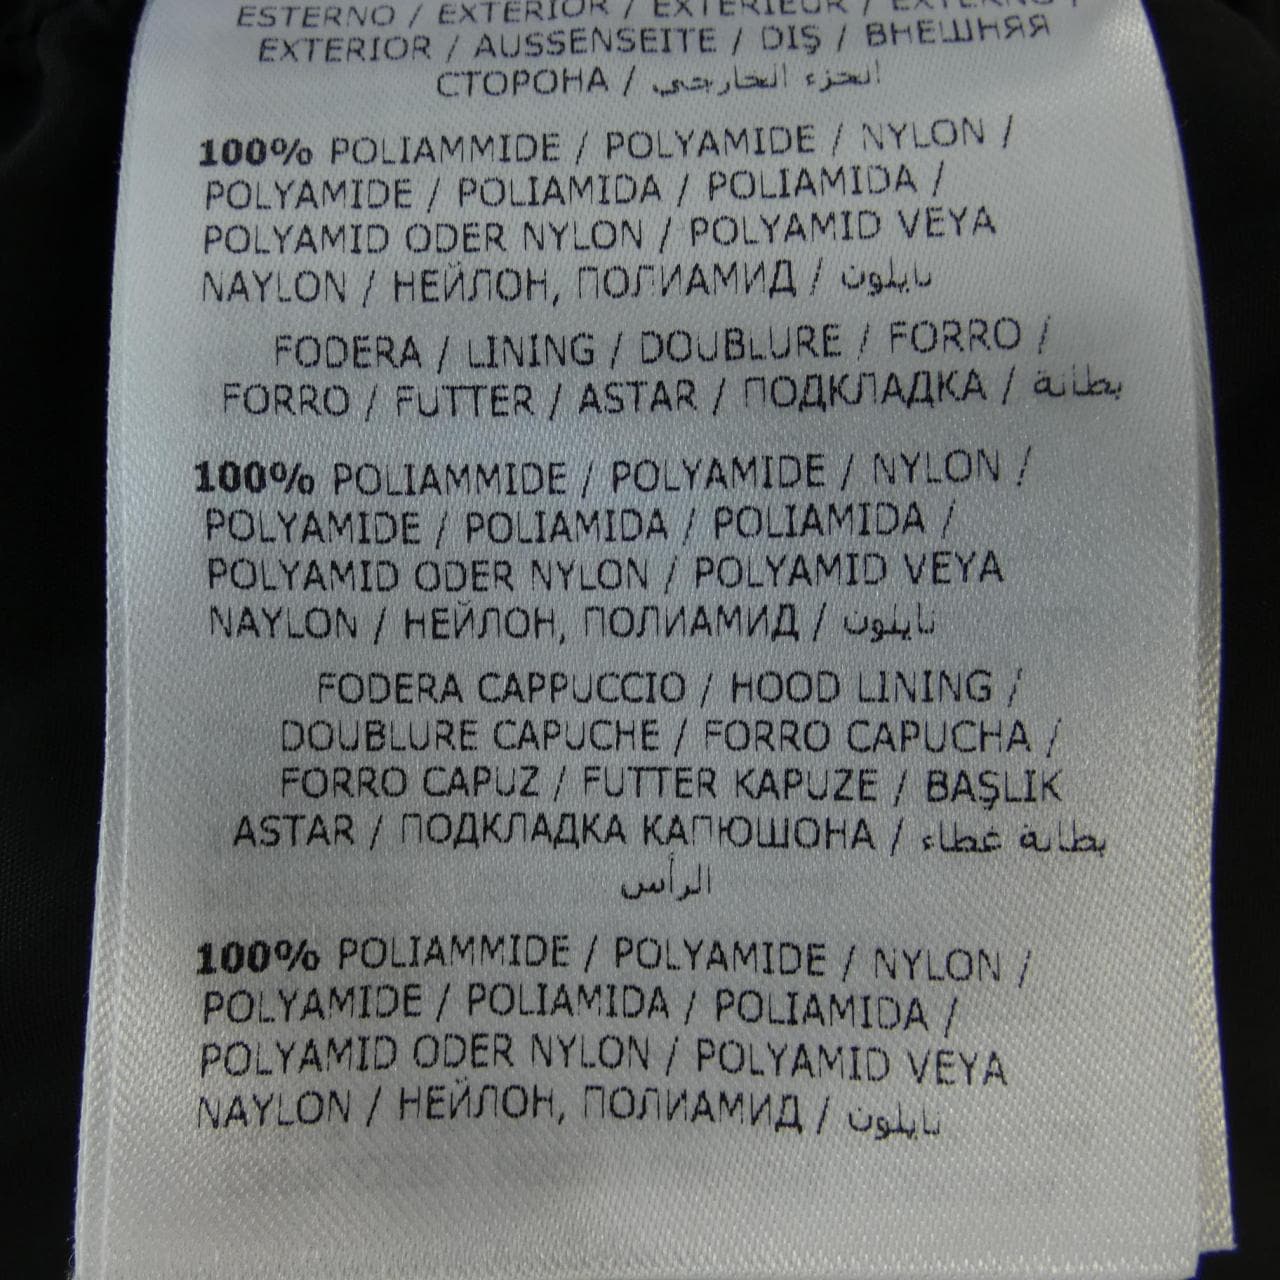 ESTERNO / EXTERIOR / EXTERIEUR / EXTERNO /
EXTERIOR / AUSSENSEITE / DIŞ / ВНЕШНЯЯ
СТОРОНА / الجزء الخارجي
100% POLIAMMIDE / POLYAMIDE / NYLON /
POLYAMIDE / POLIAMIDA / POLIAMIDA /
POLYAMID ODER NYLON / POLYAMID VEYA
NAYLON / НЕЙЛОН, ПОЛИАМИД / نايلون
FODERA / LINING / DOUBLURE / FORRO /
FORRO / FUTTER / ASTAR / ПОДКЛАДКА / بطانة
100% POLIAMMIDE / POLYAMIDE / NYLON /
POLYAMIDE / POLIAMIDA / POLIAMIDA /
POLYAMID ODER NYLON / POLYAMID VEYA
NAYLON / НЕЙЛОН, ПОЛИАМИД / نايلون
FODERA CAPPUCCIO / HOOD LINING /
DOUBLURE CAPUCHE / FORRO CAPUCHA /
FORRO CAPUZ / FUTTER KAPUZE / BAŞLIK
ASTAR / ПОДКЛАДКА КАПЮШОНА / بطانة غطاء
الرأس
100% POLIAMMIDE / POLYAMIDE / NYLON /
POLYAMIDE / POLIAMIDA / POLIAMIDA /
POLYAMID ODER NYLON / POLYAMID VEYA
NAYLON / НЕЙЛОН, ПОЛИАМИД / نايلون